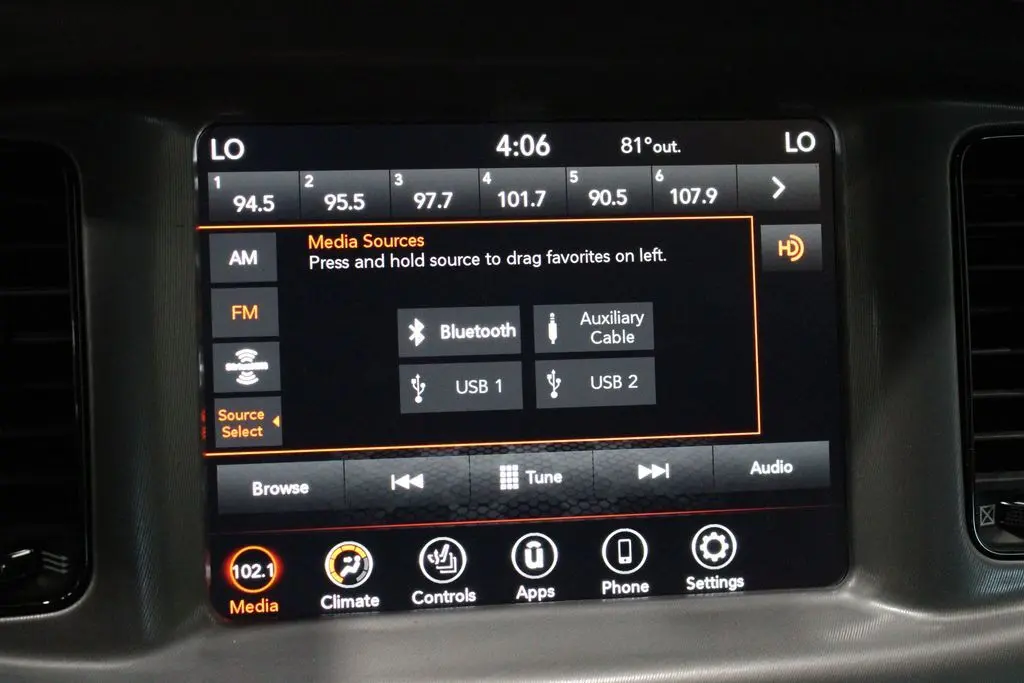 LO 4:06 81°out. LO
1 94.5 2 95.5 3 97.7 4 101.7 5 90.5 6 107.9
AM
FM
Source
Select
Media Sources
Press and hold source to drag favorites on left.
Bluetooth
Auxiliary
Cable
USB 1
USB 2
HD
Browse Tune Audio
102.1
Media Climate Controls Apps Phone Settings